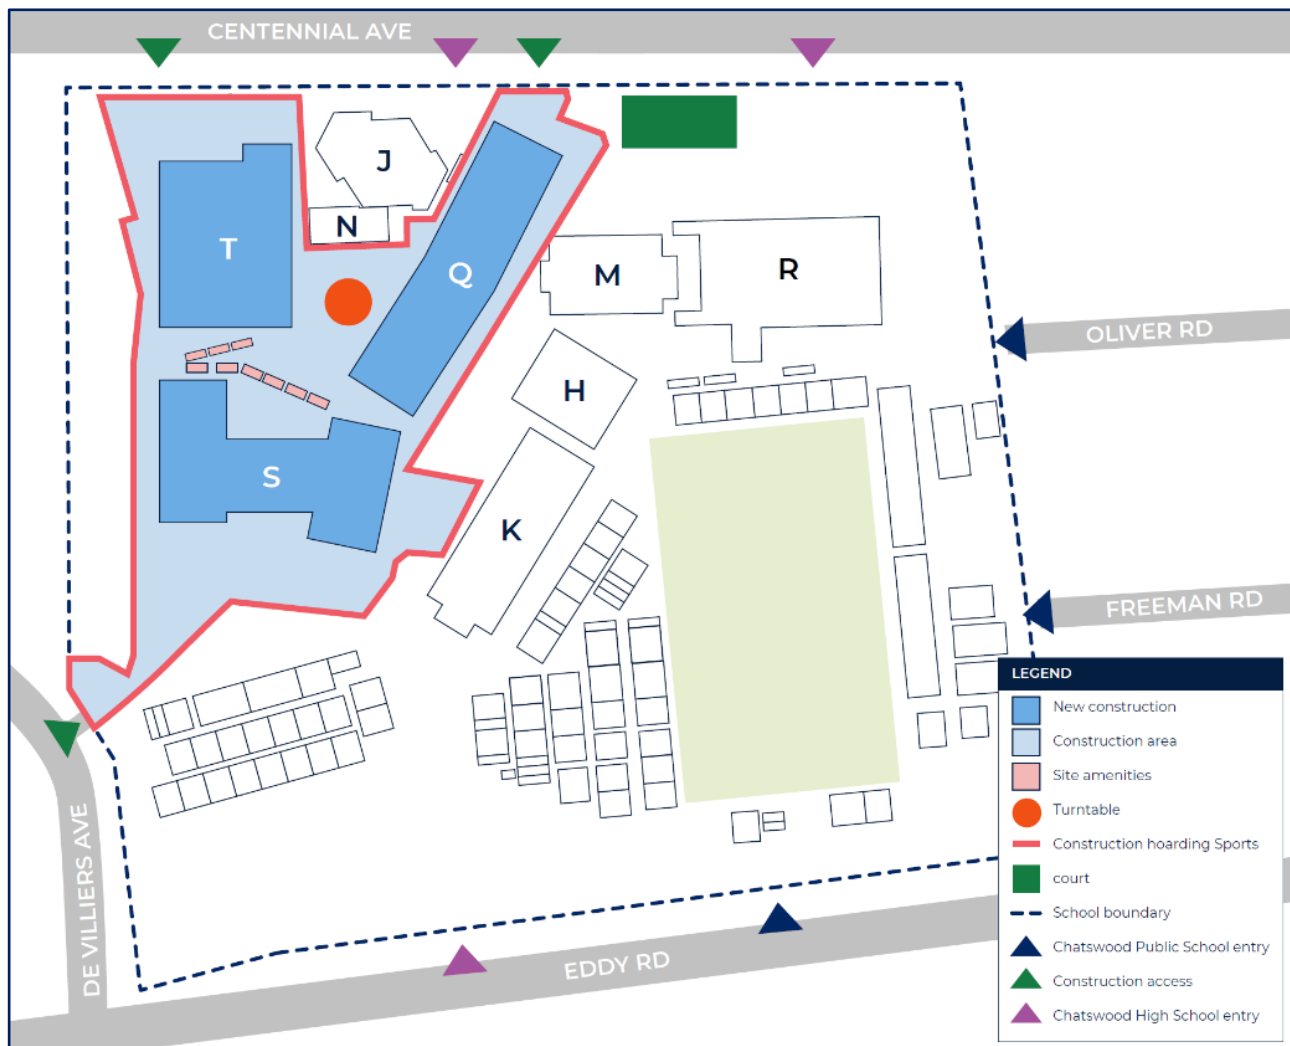 CENTENNIAL AVE
J
N
T
Q
M
R
OLIVER RD
H
S
K
FREEMAN RD
LEGEND
New construction
Construction area
Site amenities
Turntable
Construction hoarding Sports
court
School boundary
Chatswood Public School entry
Construction access
Chatswood High School entry
DE VILLIERS AVE
EDDY RD